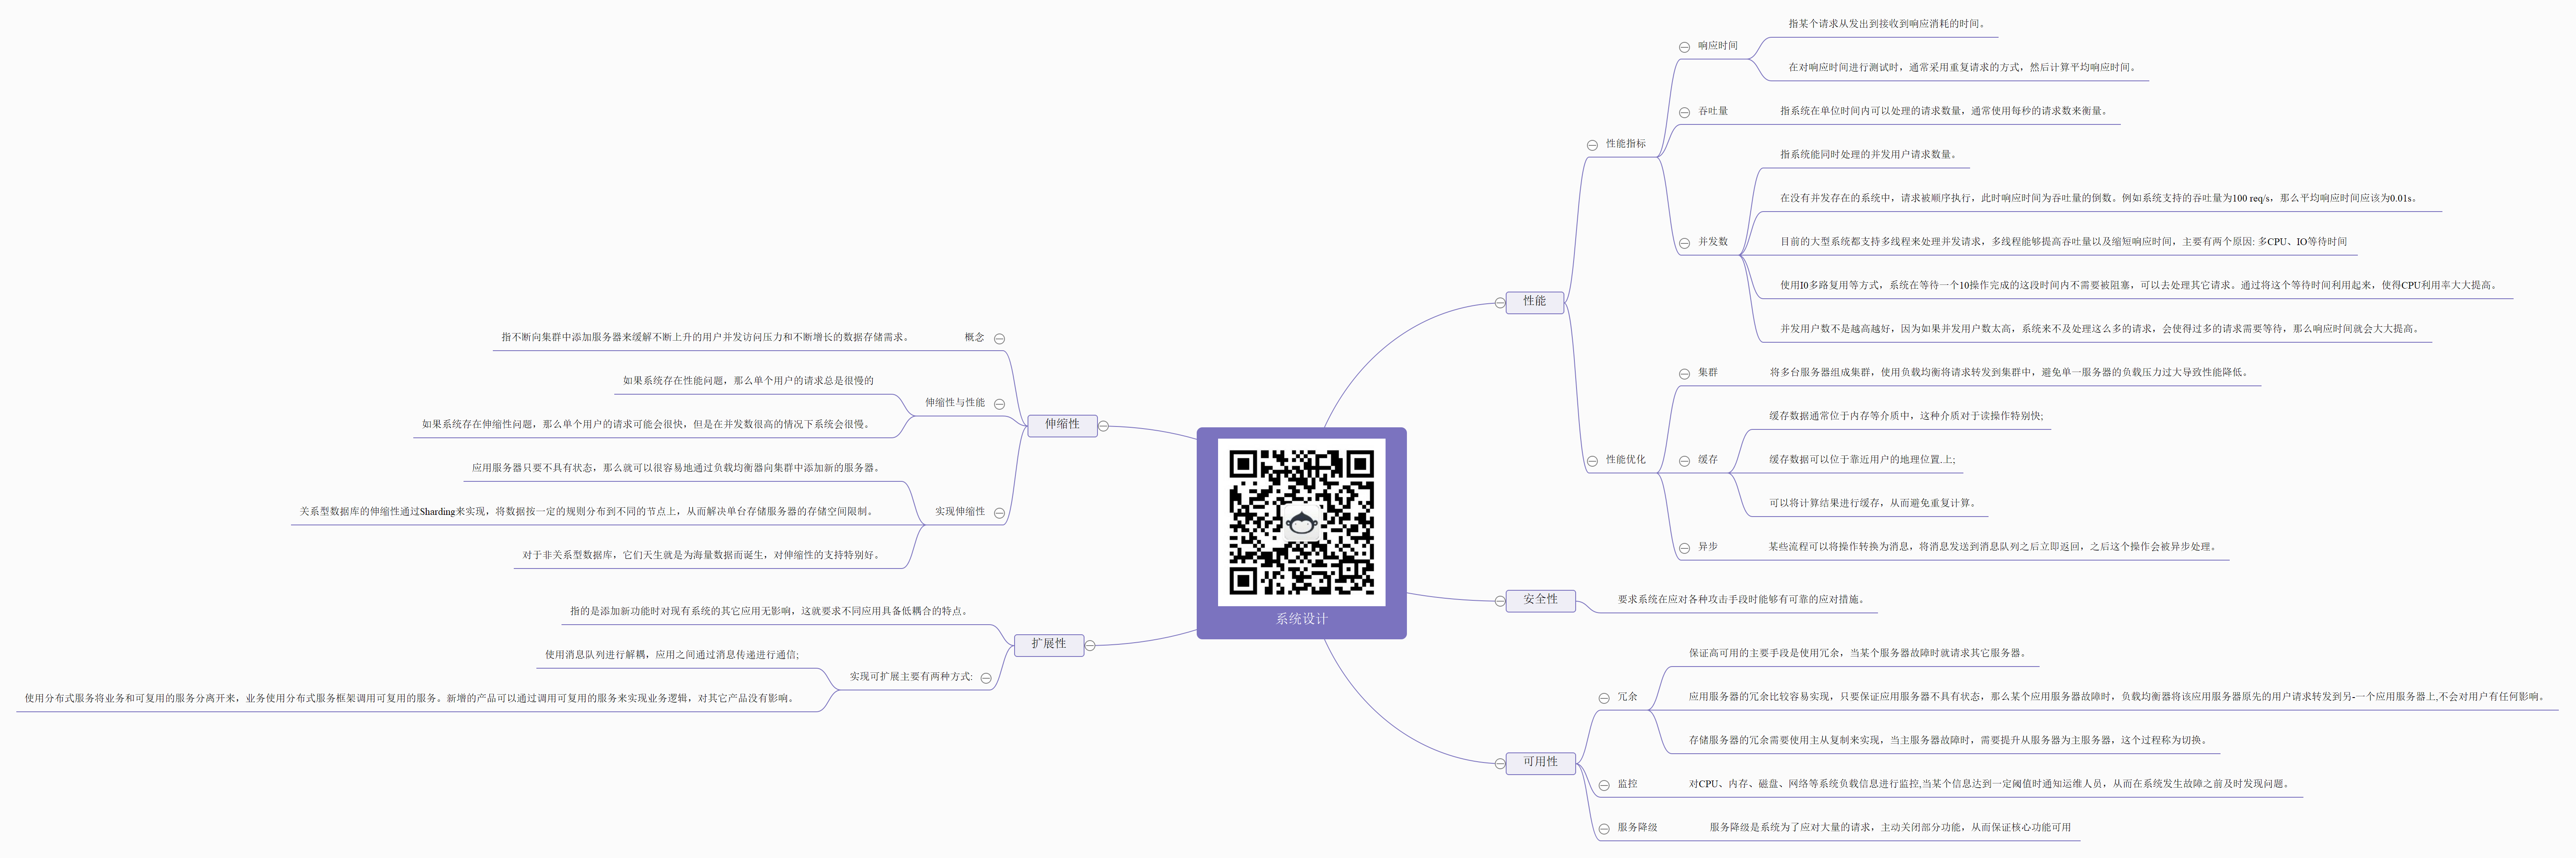 系统设计
性能
性能指标
响应时间
指某个请求从发出到接收到响应消耗的时间。
在对响应时间进行测试时，通常采用重复请求的方式，然后计算平均响应时间。
吞吐量
指系统在单位时间内可以处理的请求数量，通常使用每秒的请求数来衡量。
并发数
指系统能同时处理的并发用户请求数量。
在没有并发存在的系统中，请求被顺序执行，此时响应时间为吞吐量的倒数。例如系统支持的吞吐量为100 req/s，那么平均响应时间应该为0.01s。
目前的大型系统都支持多线程来处理并发请求，多线程能够提高吞吐量以及缩短响应时间，主要有两个原因: 多CPU、IO等待时间
使用I0多路复用等方式，系统在等待一个10操作完成的这段时间内不需要被阻塞，可以去处理其它请求。通过将这个等待时间利用起来，使得CPU利用率大大提高。
并发用户数不是越高越好，因为如果并发用户数太高，系统来不及处理这么多的请求，会使得过多的请求需要等待，那么响应时间就会大大提高。
性能优化
集群
将多台服务器组成集群，使用负载均衡将请求转发到集群中，避免单一服务器的负载压力过大导致性能降低。
缓存
缓存数据通常位于内存等介质中，这种介质对于读操作特别快;
缓存数据可以位于靠近用户的地理位置.上;
可以将计算结果进行缓存，从而避免重复计算。
异步
某些流程可以将操作转换为消息，将消息发送到消息队列之后立即返回，之后这个操作会被异步处理。
安全性
要求系统在应对各种攻击手段时能够有可靠的应对措施。
可用性
冗余
保证高可用的主要手段是使用冗余，当某个服务器故障时就请求其它服务器。
应用服务器的冗余比较容易实现，只要保证应用服务器不具有状态，那么某个应用服务器故障时，负载均衡器将该应用服务器原先的用户请求转发到另-一个应用服务器上,不会对用户有任何影响。
存储服务器的冗余需要使用主从复制来实现，当主服务器故障时，需要提升从服务器为主服务器，这个过程称为切换。
监控
对CPU、内存、磁盘、网络等系统负载信息进行监控,当某个信息达到一定阈值时通知运维人员，从而在系统发生故障之前及时发现问题。
服务降级
服务降级是系统为了应对大量的请求，主动关闭部分功能，从而保证核心功能可用
伸缩性
概念
指不断向集群中添加服务器来缓解不断上升的用户并发访问压力和不断增长的数据存储需求。
伸缩性与性能
如果系统存在性能问题，那么单个用户的请求总是很慢的
如果系统存在伸缩性问题，那么单个用户的请求可能会很快，但是在并发数很高的情况下系统会很慢。
实现伸缩性
应用服务器只要不具有状态，那么就可以很容易地通过负载均衡器向集群中添加新的服务器。
关系型数据库的伸缩性通过Sharding来实现，将数据按一定的规则分布到不同的节点上，从而解决单台存储服务器的存储空间限制。
对于非关系型数据库，它们天生就是为海量数据而诞生，对伸缩性的支持特别好。
扩展性
指的是添加新功能时对现有系统的其它应用无影响，这就要求不同应用具备低耦合的特点。
实现可扩展主要有两种方式:
使用消息队列进行解耦，应用之间通过消息传递进行通信;
使用分布式服务将业务和可复用的服务分离开来，业务使用分布式服务框架调用可复用的服务。新增的产品可以通过调用可复用的服务来实现业务逻辑，对其它产品没有影响。